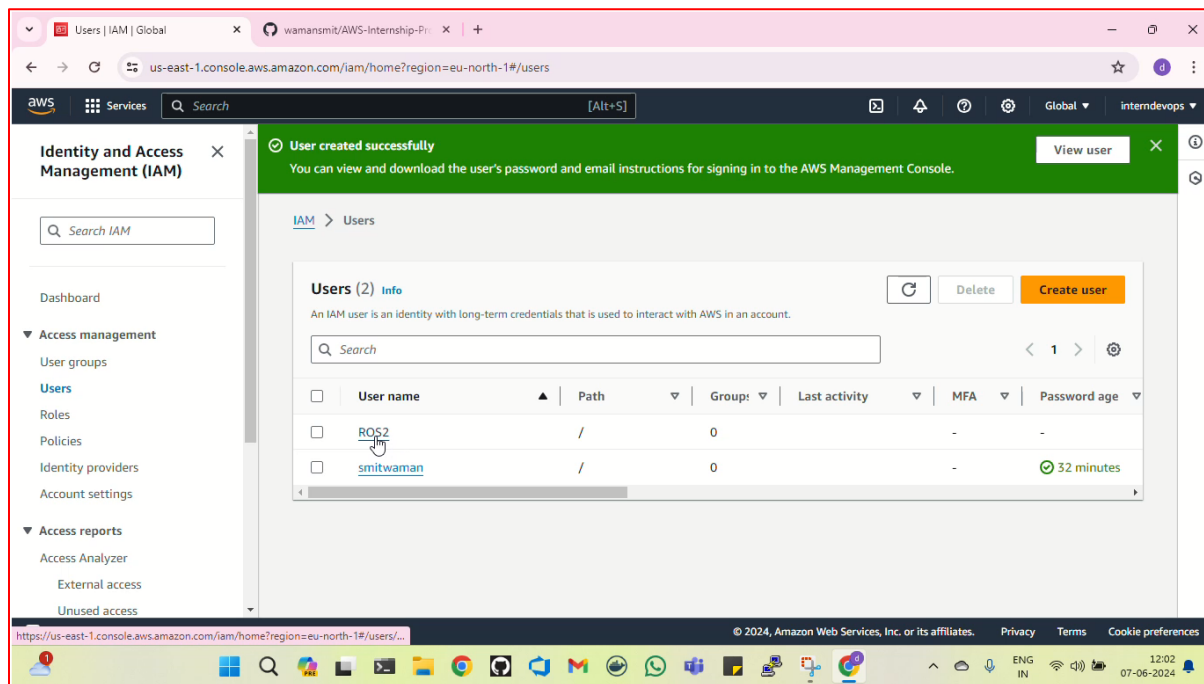 Users | IAM | Global
wamansmit/AWS-Internship-Pr
us-east-1.console.aws.amazon.com/iam/home?region=eu-north-1#/users
d
aws
Services
Search
[Alt+S]
Global
interndevops
Identity and Access Management (IAM)
Search IAM
Dashboard
Access management
User groups
Users
Roles
Policies
Identity providers
Account settings
Access reports
Access Analyzer
External access
Unused access
User created successfully
You can view and download the user's password and email instructions for signing in to the AWS Management Console.
View user
IAM > Users
Users (2) Info
Delete
Create user
An IAM user is an identity with long-term credentials that is used to interact with AWS in an account.
Search
1
User name Path Groups Last activity MFA Password age
ROS2 / 0 - -
smitwaman / 0 - 32 minutes
https://us-east-1.console.aws.amazon.com/iam/home?region=eu-north-1#/users/...
© 2024, Amazon Web Services, Inc. or its affiliates. Privacy Terms Cookie preferences
1
PRE
d
ENG
IN
12:02
07-06-2024